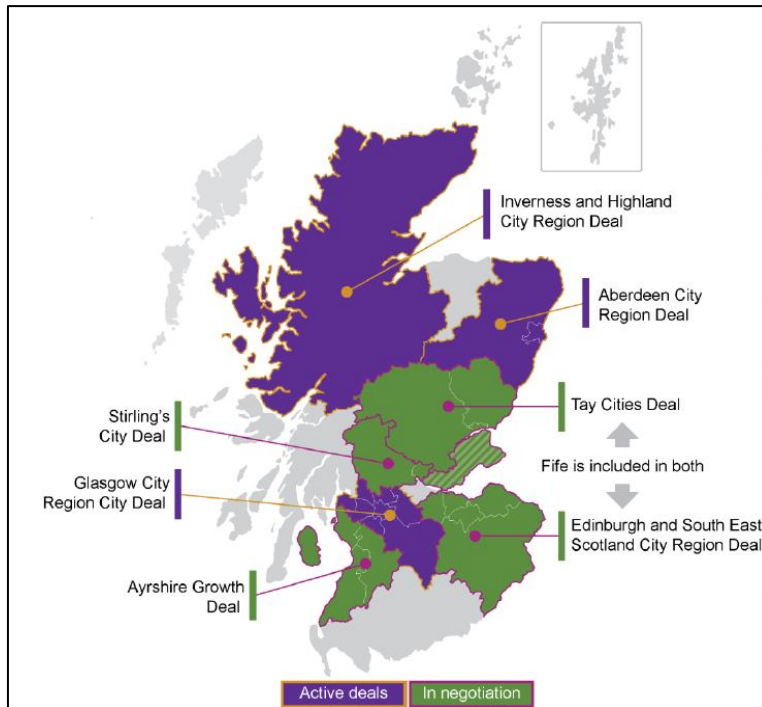 Inverness and Highland
City Region Deal
Aberdeen City
Region Deal
Stirling's
City Deal
Tay Cities Deal
Glasgow City
Region City Deal
Fife is included in both
Edinburgh and South East
Scotland City Region Deal
Ayrshire Growth
Deal
Active deals
In negotiation